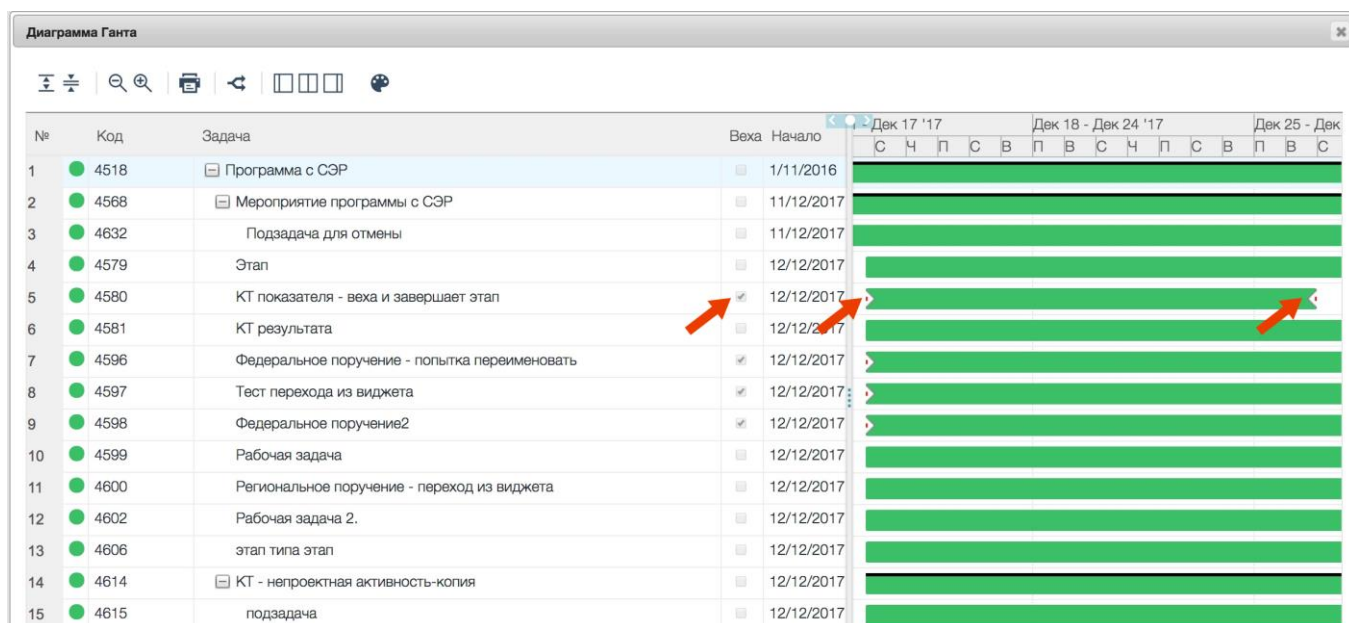 Диаграмма Ганта
№ Код Задача Веха Начало - Дек 17 '17 Дек 18 - Дек 24 '17 Дек 25 - Дек
С Ч П С В П В С Ч П С В П В С
1 4518 Программа с СЭР 1/11/2016
2 4568 Мероприятие программы с СЭР 11/12/2017
3 4632 Подзадача для отмены 11/12/2017
4 4579 Этап 12/12/2017
5 4580 КТ показателя - веха и завершает этап 12/12/2017
6 4581 КТ результата 12/12/2017
7 4596 Федеральное поручение - попытка переименовать 12/12/2017
8 4597 Тест перехода из виджета 12/12/2017
9 4598 Федеральное поручение2 12/12/2017
10 4599 Рабочая задача 12/12/2017
11 4600 Региональное поручение - переход из виджета 12/12/2017
12 4602 Рабочая задача 2. 12/12/2017
13 4606 этап типа этап 12/12/2017
14 4614 КТ - непроектная активность-копия 12/12/2017
15 4615 подзадача 12/12/2017